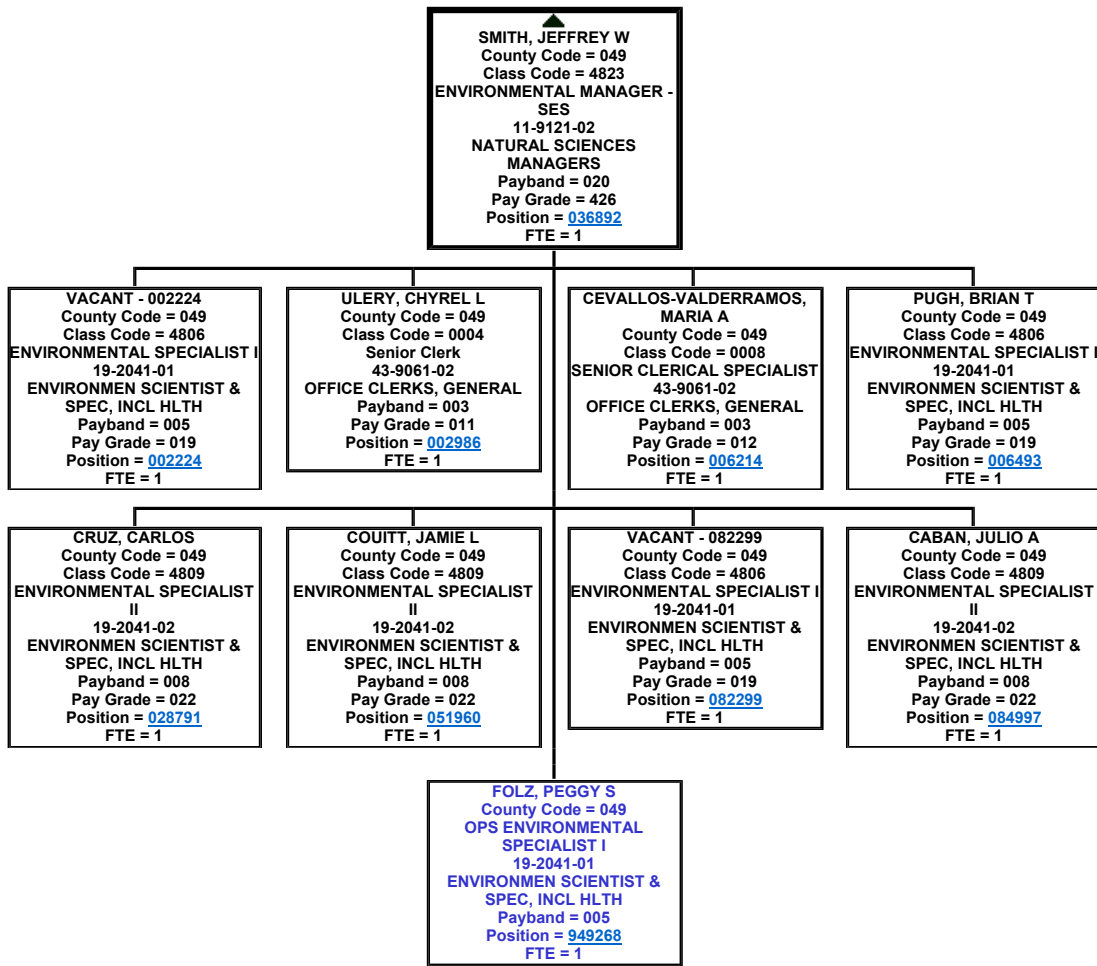 SMITH, JEFFREY W
County Code = 049
Class Code = 4823
ENVIRONMENTAL MANAGER -
SES
11-9121-02
NATURAL SCIENCES
MANAGERS
Payband = 020
Pay Grade = 426
Position = 036892
FTE = 1
VACANT - 002224
County Code = 049
Class Code = 4806
ENVIRONMENTAL SPECIALIST I
19-2041-01
ENVIRONMEN SCIENTIST &
SPEC, INCL HLTH
Payband = 005
Pay Grade = 019
Position = 002224
FTE = 1
ULERY, CHYREL L
County Code = 049
Class Code = 0004
Senior Clerk
43-9061-02
OFFICE CLERKS, GENERAL
Payband = 003
Pay Grade = 011
Position = 002986
FTE = 1
CEVALLOS-VALDERRAMOS,
MARIA A
County Code = 049
Class Code = 0008
SENIOR CLERICAL SPECIALIST
43-9061-02
OFFICE CLERKS, GENERAL
Payband = 003
Pay Grade = 012
Position = 006214
FTE = 1
PUGH, BRIAN T
County Code = 049
Class Code = 4806
ENVIRONMENTAL SPECIALIST I
19-2041-01
ENVIRONMEN SCIENTIST &
SPEC, INCL HLTH
Payband = 005
Pay Grade = 019
Position = 006493
FTE = 1
CRUZ, CARLOS
County Code = 049
Class Code = 4809
ENVIRONMENTAL SPECIALIST
II
19-2041-02
ENVIRONMEN SCIENTIST &
SPEC, INCL HLTH
Payband = 008
Pay Grade = 022
Position = 028791
FTE = 1
COUITT, JAMIE L
County Code = 049
Class Code = 4809
ENVIRONMENTAL SPECIALIST
II
19-2041-02
ENVIRONMEN SCIENTIST &
SPEC, INCL HLTH
Payband = 008
Pay Grade = 022
Position = 051960
FTE = 1
VACANT - 082299
County Code = 049
Class Code = 4806
ENVIRONMENTAL SPECIALIST I
19-2041-01
ENVIRONMEN SCIENTIST &
SPEC, INCL HLTH
Payband = 005
Pay Grade = 019
Position = 082299
FTE = 1
CABAN, JULIO A
County Code = 049
Class Code = 4809
ENVIRONMENTAL SPECIALIST
II
19-2041-02
ENVIRONMEN SCIENTIST &
SPEC, INCL HLTH
Payband = 008
Pay Grade = 022
Position = 084997
FTE = 1
FOLZ, PEGGY S
County Code = 049
OPS ENVIRONMENTAL
SPECIALIST I
19-2041-01
ENVIRONMEN SCIENTIST &
SPEC, INCL HLTH
Payband = 005
Position = 949268
FTE = 1